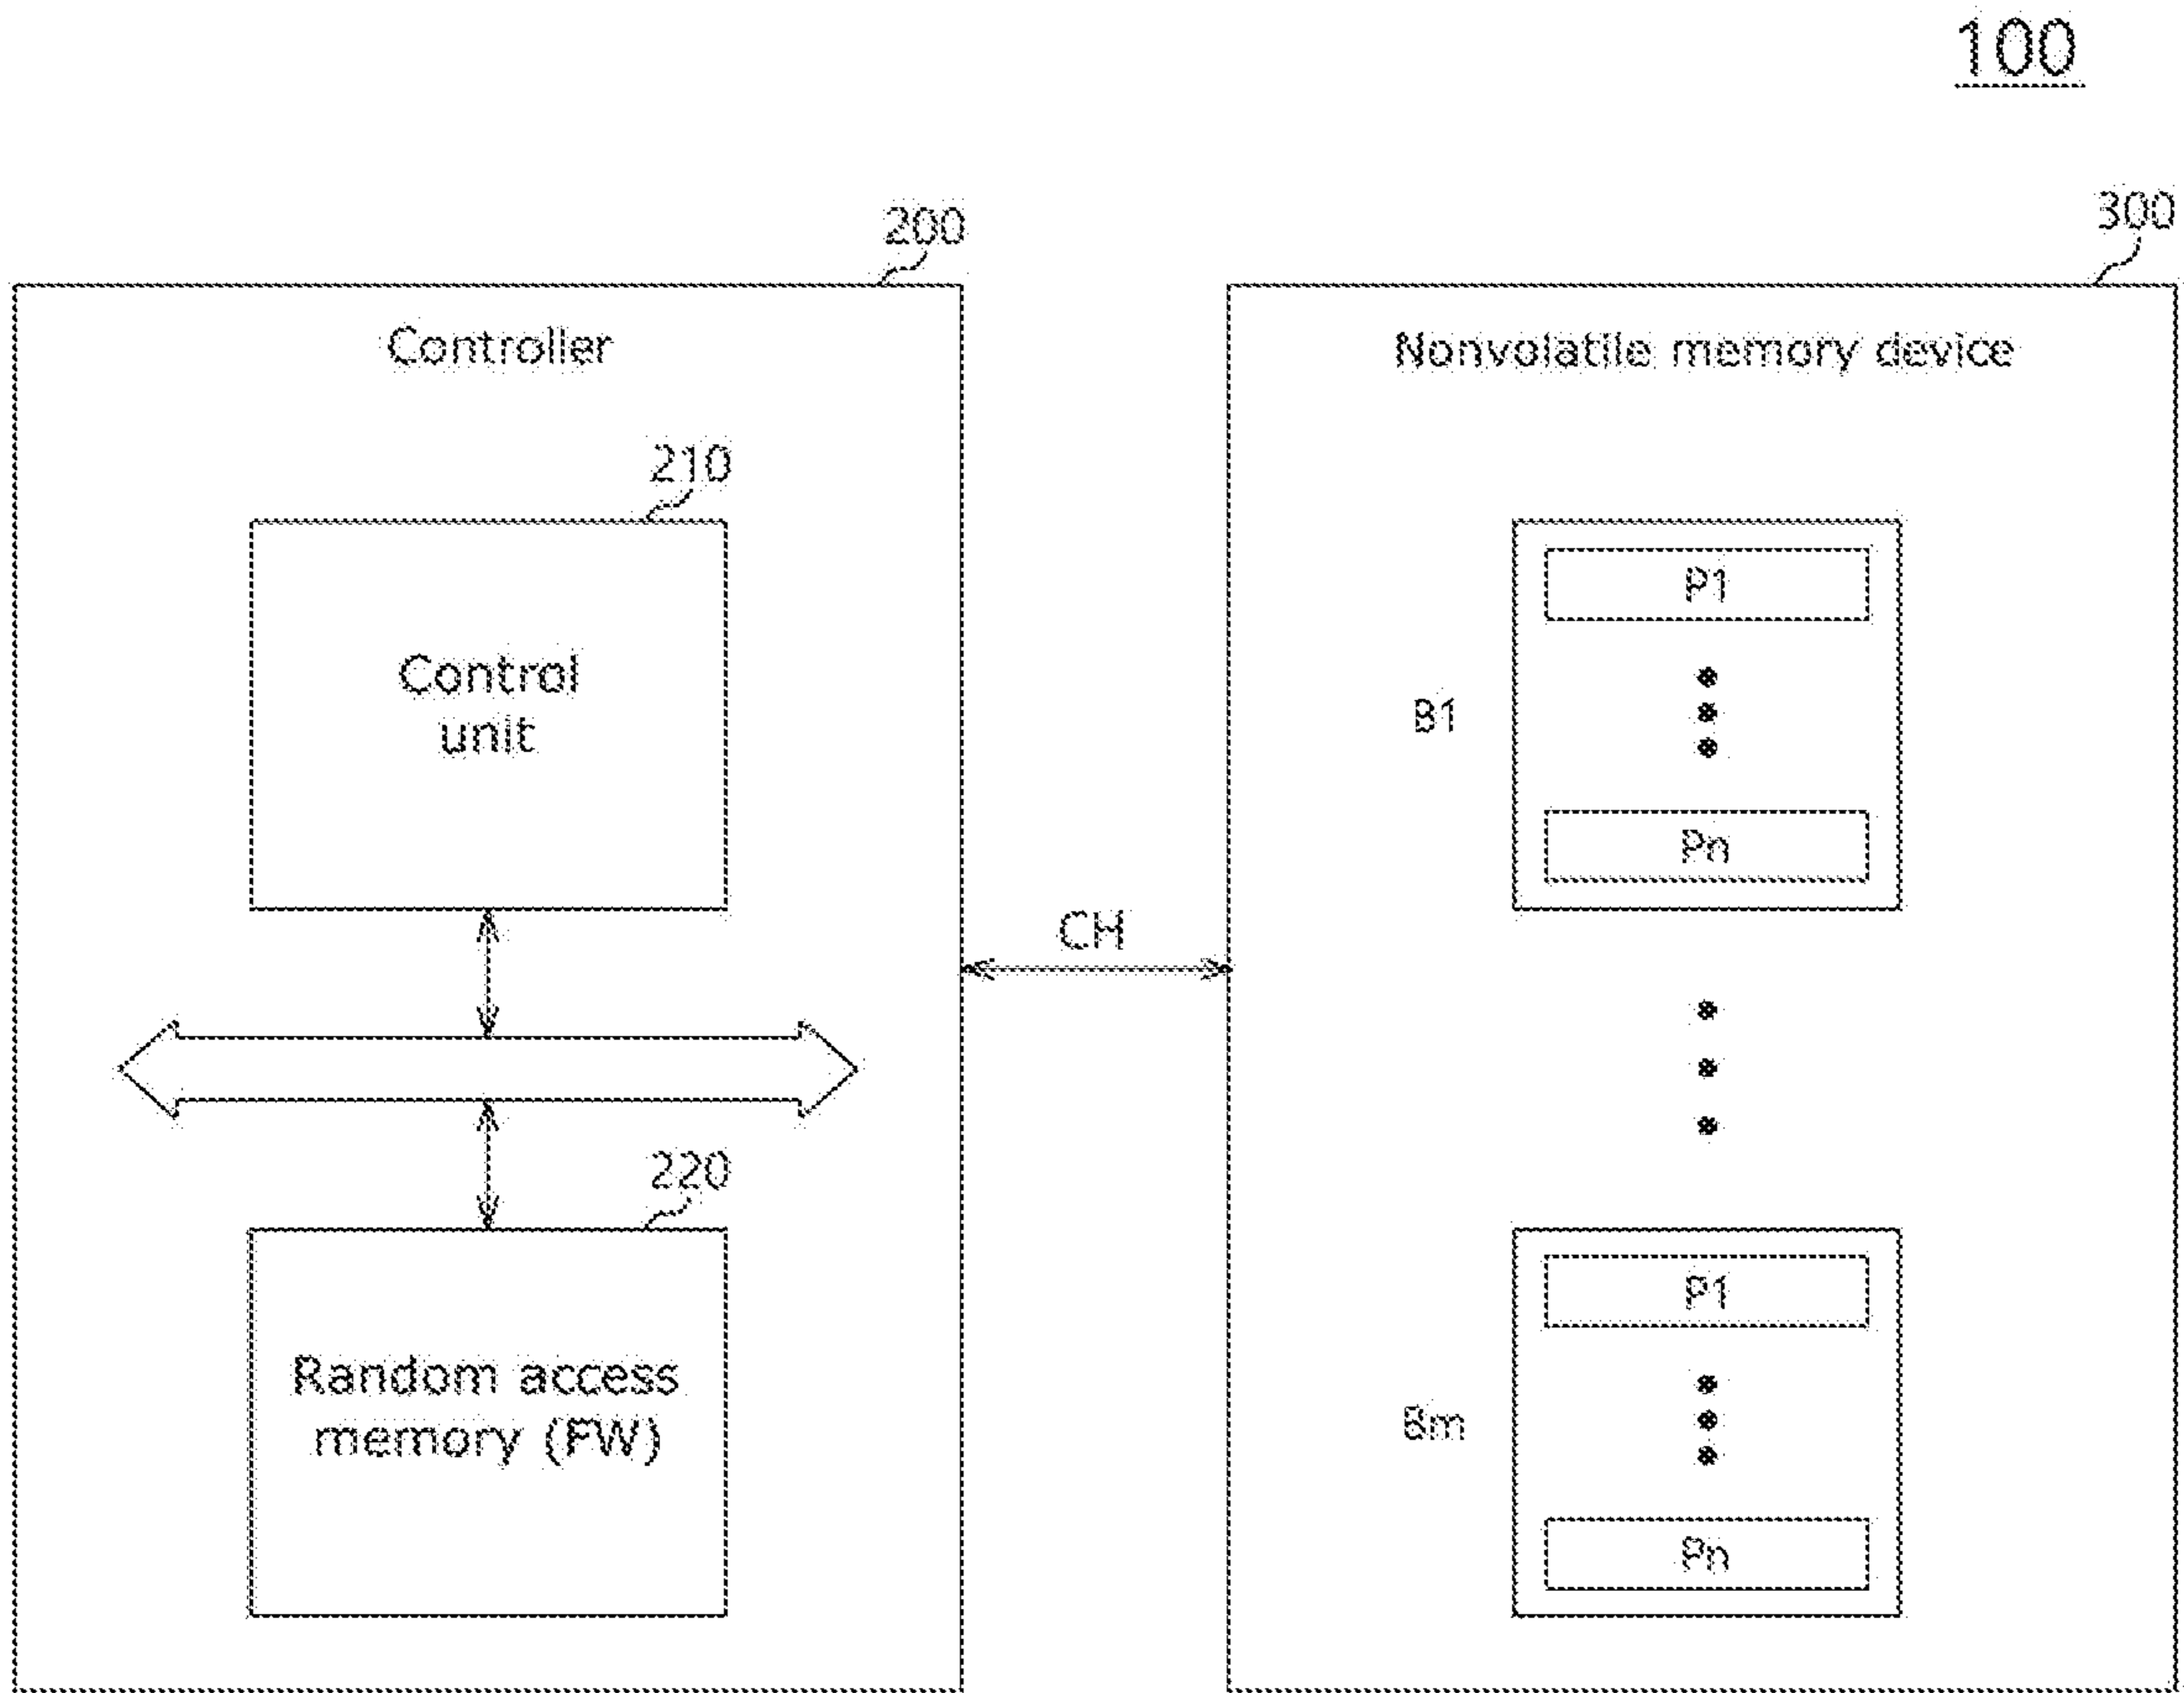 100
200
300
Controller
Nonvolatile memory device
210
Control
unit
P1
B1
Pn
CH
220
Random access
memory (FW)
P1
Bm
Pn